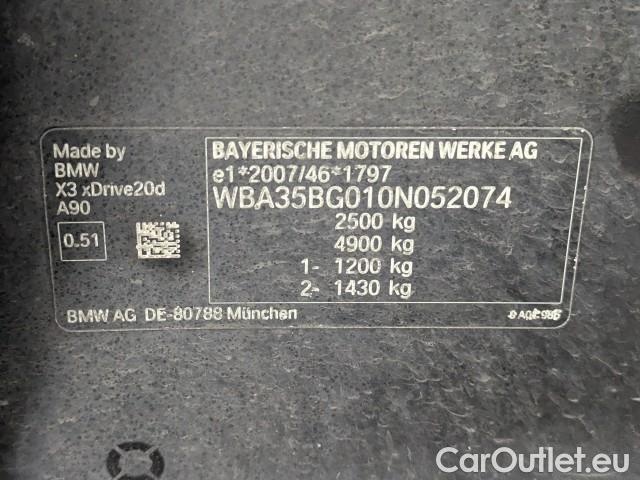 Made by
BMW
X3 xDrive20d
A90
0.51
BAYERISCHE MOTOREN WERKE AG
e1*2007/46*1797
WBA35BG010N052074
2500 kg
4900 kg
1- 1200 kg
2- 1430 kg
BMW AG DE-80788 München
CarOutlet.eu